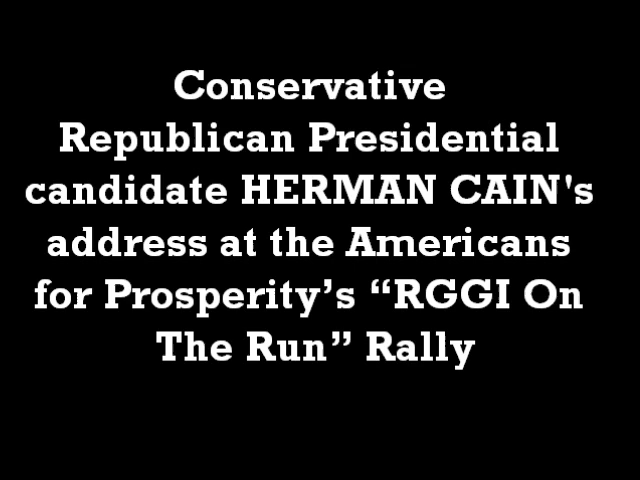 Conservative
Republican Presidential
candidate HERMAN CAIN's
address at the Americans
for Prosperity’s “RGGI On
The Run” Rally